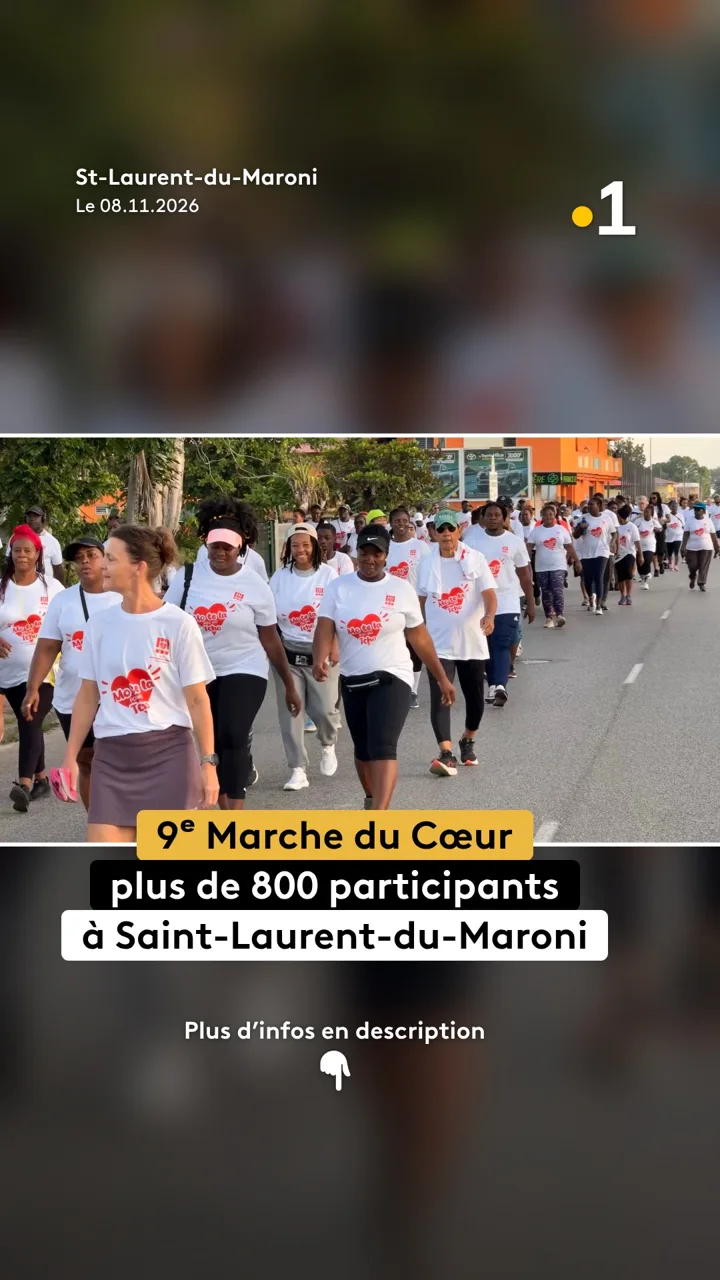 St-Laurent-du-Maroni
Le 08.11.2026
1
9ᵉ Marche du Cœur
plus de 800 participants
à Saint-Laurent-du-Maroni
Plus d'infos en description